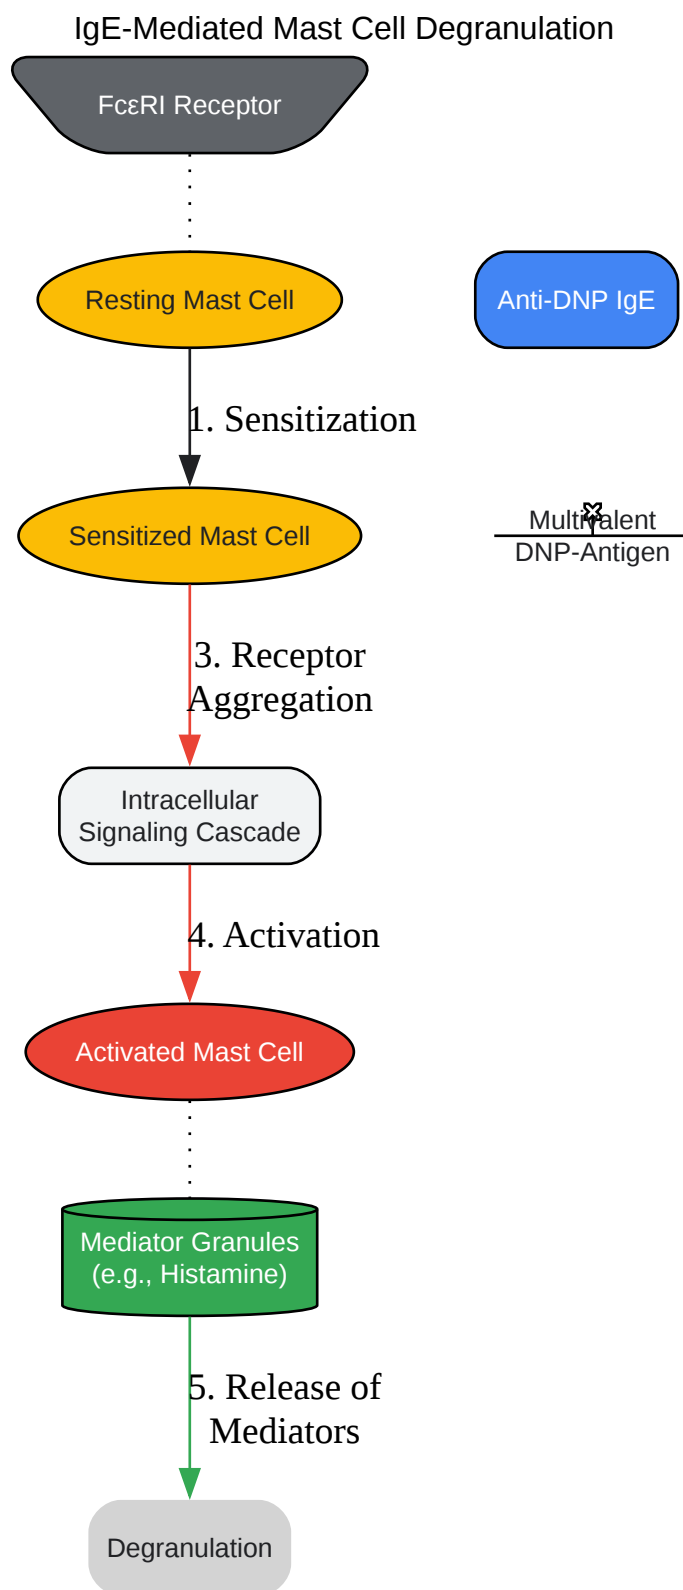 IgE-Mediated Mast Cell Degranulation
FcεRI Receptor
Resting Mast Cell
Anti-DNP IgE
1. Sensitization
Sensitized Mast Cell
Multivalent
DNP-Antigen
3. Receptor
Aggregation
Intracellular
Signaling Cascade
4. Activation
Activated Mast Cell
Mediator Granules
(e.g., Histamine)
5. Release of
Mediators
Degranulation